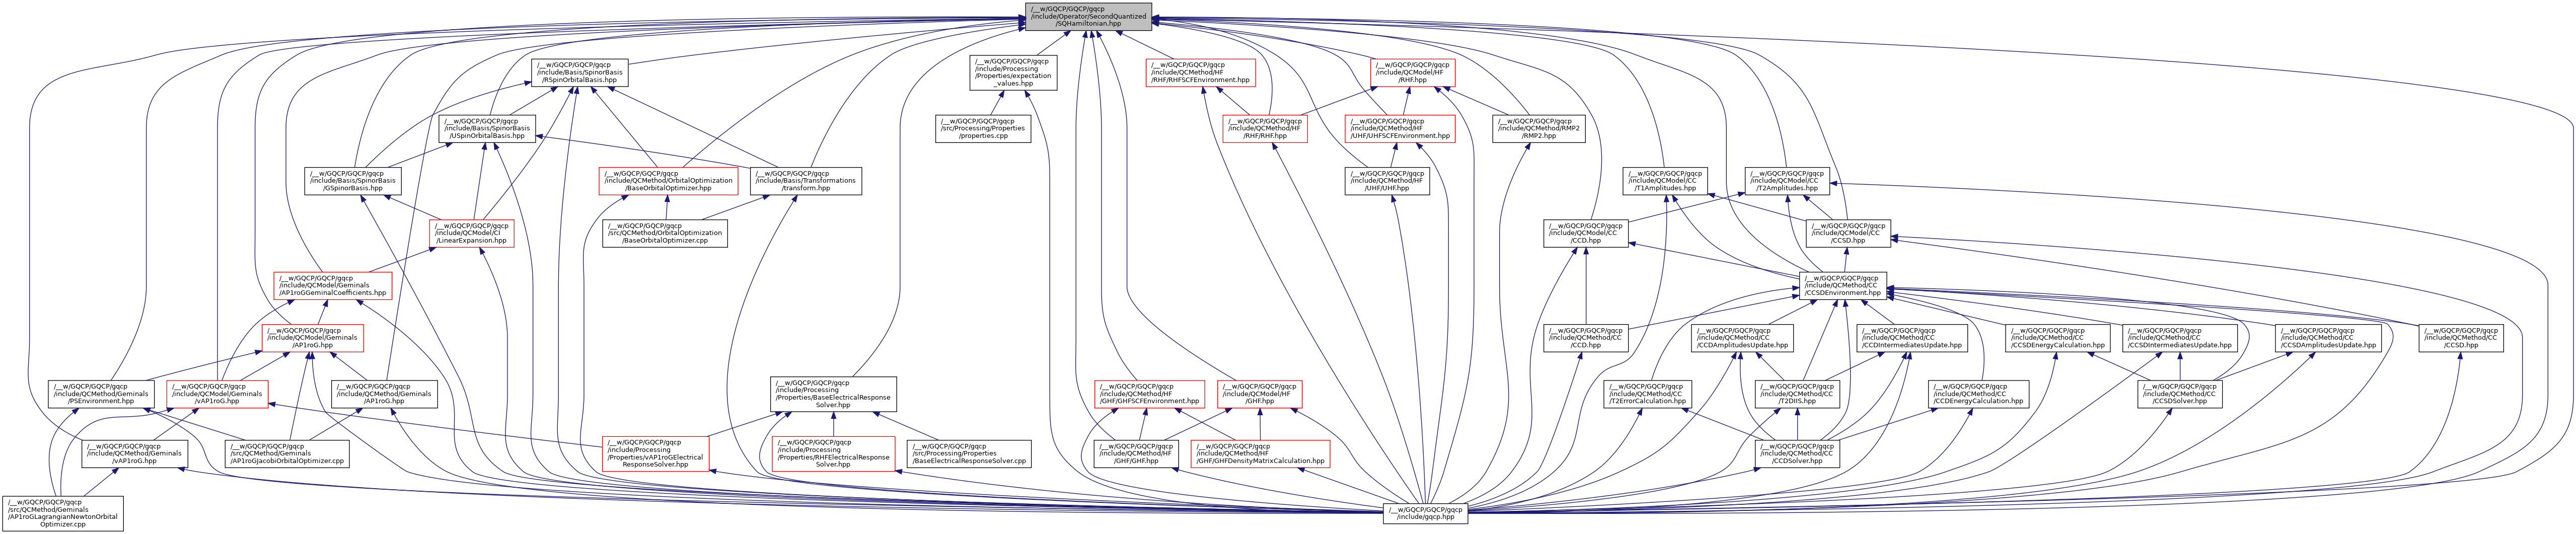 /__w/GQCP/GQCP/gqcp
/include/Operator/SecondQuantized
/SQHamiltonian.hpp
/__w/GQCP/GQCP/gqcp
/include/Basis/SpinorBasis
/RSpinOrbitalBasis.hpp
/__w/GQCP/GQCP/gqcp
/include/Processing
/Properties/expectation
_values.hpp
/__w/GQCP/GQCP/gqcp
/include/QCMethod/HF
/RHF/RHFSCFEnvironment.hpp
/__w/GQCP/GQCP/gqcp
/include/QCModel/HF
/RHF.hpp
/__w/GQCP/GQCP/gqcp
/include/Basis/SpinorBasis
/USpinOrbitalBasis.hpp
/__w/GQCP/GQCP/gqcp
/src/Processing/Properties
/properties.cpp
/__w/GQCP/GQCP/gqcp
/include/QCMethod/HF
/RHF/RHF.hpp
/__w/GQCP/GQCP/gqcp
/include/QCMethod/HF
/UHF/UHFSCFEnvironment.hpp
/__w/GQCP/GQCP/gqcp
/include/QCMethod/RMP2
/RMP2.hpp
/__w/GQCP/GQCP/gqcp
/include/Basis/SpinorBasis
/GSpinorBasis.hpp
/__w/GQCP/GQCP/gqcp
/include/QCMethod/OrbitalOptimization
/BaseOrbitalOptimizer.hpp
/__w/GQCP/GQCP/gqcp
/include/Basis/Transformations
/transform.hpp
/__w/GQCP/GQCP/gqcp
/include/QCMethod/HF
/UHF/UHF.hpp
/__w/GQCP/GQCP/gqcp
/include/QCModel/CC
/T1Amplitudes.hpp
/__w/GQCP/GQCP/gqcp
/include/QCModel/CC
/T2Amplitudes.hpp
/__w/GQCP/GQCP/gqcp
/include/QCModel/CI
/LinearExpansion.hpp
/__w/GQCP/GQCP/gqcp
/src/QCMethod/OrbitalOptimization
/BaseOrbitalOptimizer.cpp
/__w/GQCP/GQCP/gqcp
/include/QCModel/CC
/CCD.hpp
/__w/GQCP/GQCP/gqcp
/include/QCModel/CC
/CCSD.hpp
/__w/GQCP/GQCP/gqcp
/include/QCModel/Geminals
/AP1roGGeminalCoefficients.hpp
/__w/GQCP/GQCP/gqcp
/include/QCMethod/CC
/CCSDEnvironment.hpp
/__w/GQCP/GQCP/gqcp
/include/QCModel/Geminals
/AP1roG.hpp
/__w/GQCP/GQCP/gqcp
/include/QCMethod/CC
/CCD.hpp
/__w/GQCP/GQCP/gqcp
/include/QCMethod/CC
/CCDAmplitudesUpdate.hpp
/__w/GQCP/GQCP/gqcp
/include/QCMethod/CC
/CCDIntermediatesUpdate.hpp
/__w/GQCP/GQCP/gqcp
/include/QCMethod/CC
/CCSDEnergyCalculation.hpp
/__w/GQCP/GQCP/gqcp
/include/QCMethod/CC
/CCSDIntermediatesUpdate.hpp
/__w/GQCP/GQCP/gqcp
/include/QCMethod/CC
/CCSDAmplitudesUpdate.hpp
/__w/GQCP/GQCP/gqcp
/include/QCMethod/CC
/CCSD.hpp
/__w/GQCP/GQCP/gqcp
/include/QCMethod/Geminals
/PSEnvironment.hpp
/__w/GQCP/GQCP/gqcp
/include/QCModel/Geminals
/vAP1roG.hpp
/__w/GQCP/GQCP/gqcp
/include/QCMethod/Geminals
/AP1roG.hpp
/__w/GQCP/GQCP/gqcp
/include/Processing
/Properties/BaseElectricalResponse
Solver.hpp
/__w/GQCP/GQCP/gqcp
/include/QCMethod/HF
/GHF/GHFSCFEnvironment.hpp
/__w/GQCP/GQCP/gqcp
/include/QCModel/HF
/GHF.hpp
/__w/GQCP/GQCP/gqcp
/include/QCMethod/CC
/T2ErrorCalculation.hpp
/__w/GQCP/GQCP/gqcp
/include/QCMethod/CC
/T2DIIS.hpp
/__w/GQCP/GQCP/gqcp
/include/QCMethod/CC
/CCDEnergyCalculation.hpp
/__w/GQCP/GQCP/gqcp
/include/QCMethod/CC
/CCSDSolver.hpp
/__w/GQCP/GQCP/gqcp
/include/QCMethod/Geminals
/vAP1roG.hpp
/__w/GQCP/GQCP/gqcp
/src/QCMethod/Geminals
/AP1roGJacobiOrbitalOptimizer.cpp
/__w/GQCP/GQCP/gqcp
/include/Processing
/Properties/vAP1roGElectrical
ResponseSolver.hpp
/__w/GQCP/GQCP/gqcp
/include/Processing
/Properties/RHFElectricalResponse
Solver.hpp
/__w/GQCP/GQCP/gqcp
/src/Processing/Properties
/BaseElectricalResponseSolver.cpp
/__w/GQCP/GQCP/gqcp
/include/QCMethod/HF
/GHF/GHF.hpp
/__w/GQCP/GQCP/gqcp
/include/QCMethod/HF
/GHF/GHFDensityMatrixCalculation.hpp
/__w/GQCP/GQCP/gqcp
/include/QCMethod/CC
/CCDSolver.hpp
/__w/GQCP/GQCP/gqcp
/src/QCMethod/Geminals
/AP1roGLagrangianNewtonOrbital
Optimizer.cpp
/__w/GQCP/GQCP/gqcp
/include/gqcp.hpp